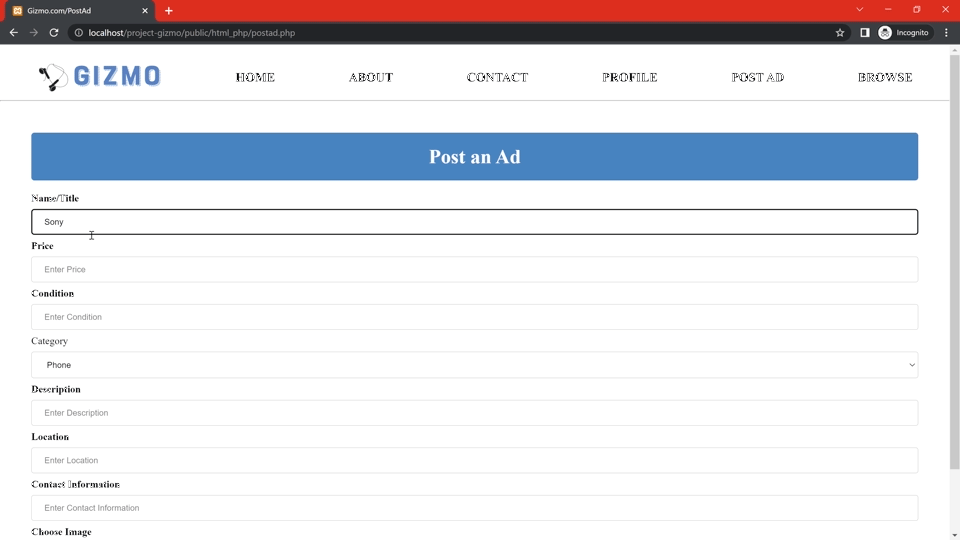 Gizmo.com/PostAd
localhost/project-gizmo/public/html_php/postad.php
Incognito
GIZMO
HOME
ABOUT
CONTACT
PROFILE
POST AD
BROWSE
Post an Ad
Name/Title
Sony
Price
Enter Price
Condition
Enter Condition
Category
Phone
Description
Enter Description
Location
Enter Location
Contact Information
Enter Contact Information
Choose Image